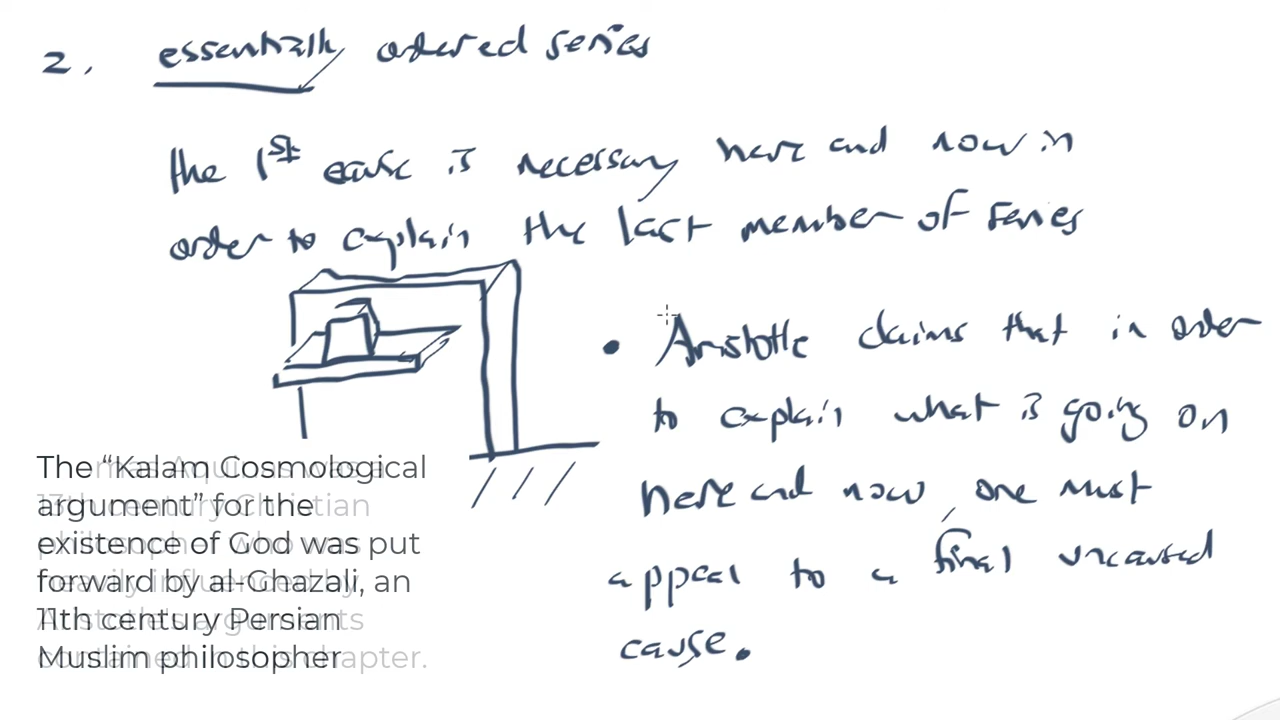 2. essentially ordered series
the 1st cause is necessary here and now in
order to explain the last member of series
• Aristotle claims that in order
to explain what is going on
here and now, one must
appeal to a final uncaused
cause.
The “Kalam Cosmological
argument” for the
existence of God was put
forward by al-Ghazali, an
11th century Persian
Muslim philosopher